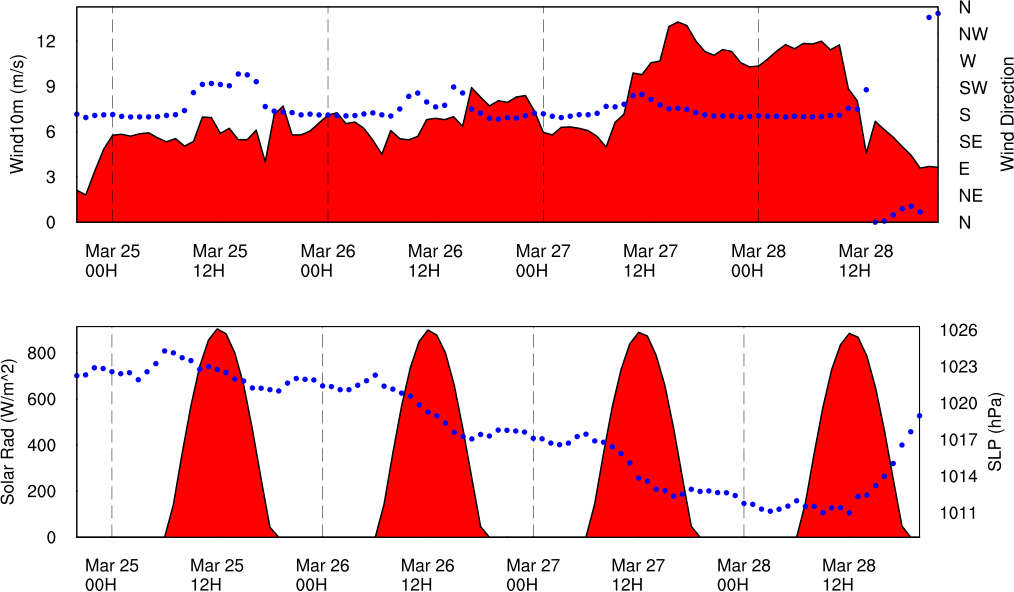 N
NW
W
SW
S
SE
E
NE
N
12
9
6
3
0
Wind10m (m/s)
Wind Direction
Mar 25 Mar 25 Mar 26 Mar 26 Mar 27 Mar 27 Mar 28 Mar 28
00H 12H 00H 12H 00H 12H 00H 12H
800
600
400
200
0
Solar Rad (W/m^2)
1026
1023
1020
1017
1014
1011
SLP (hPa)
Mar 25 Mar 25 Mar 26 Mar 26 Mar 27 Mar 27 Mar 28 Mar 28
00H 12H 00H 12H 00H 12H 00H 12H